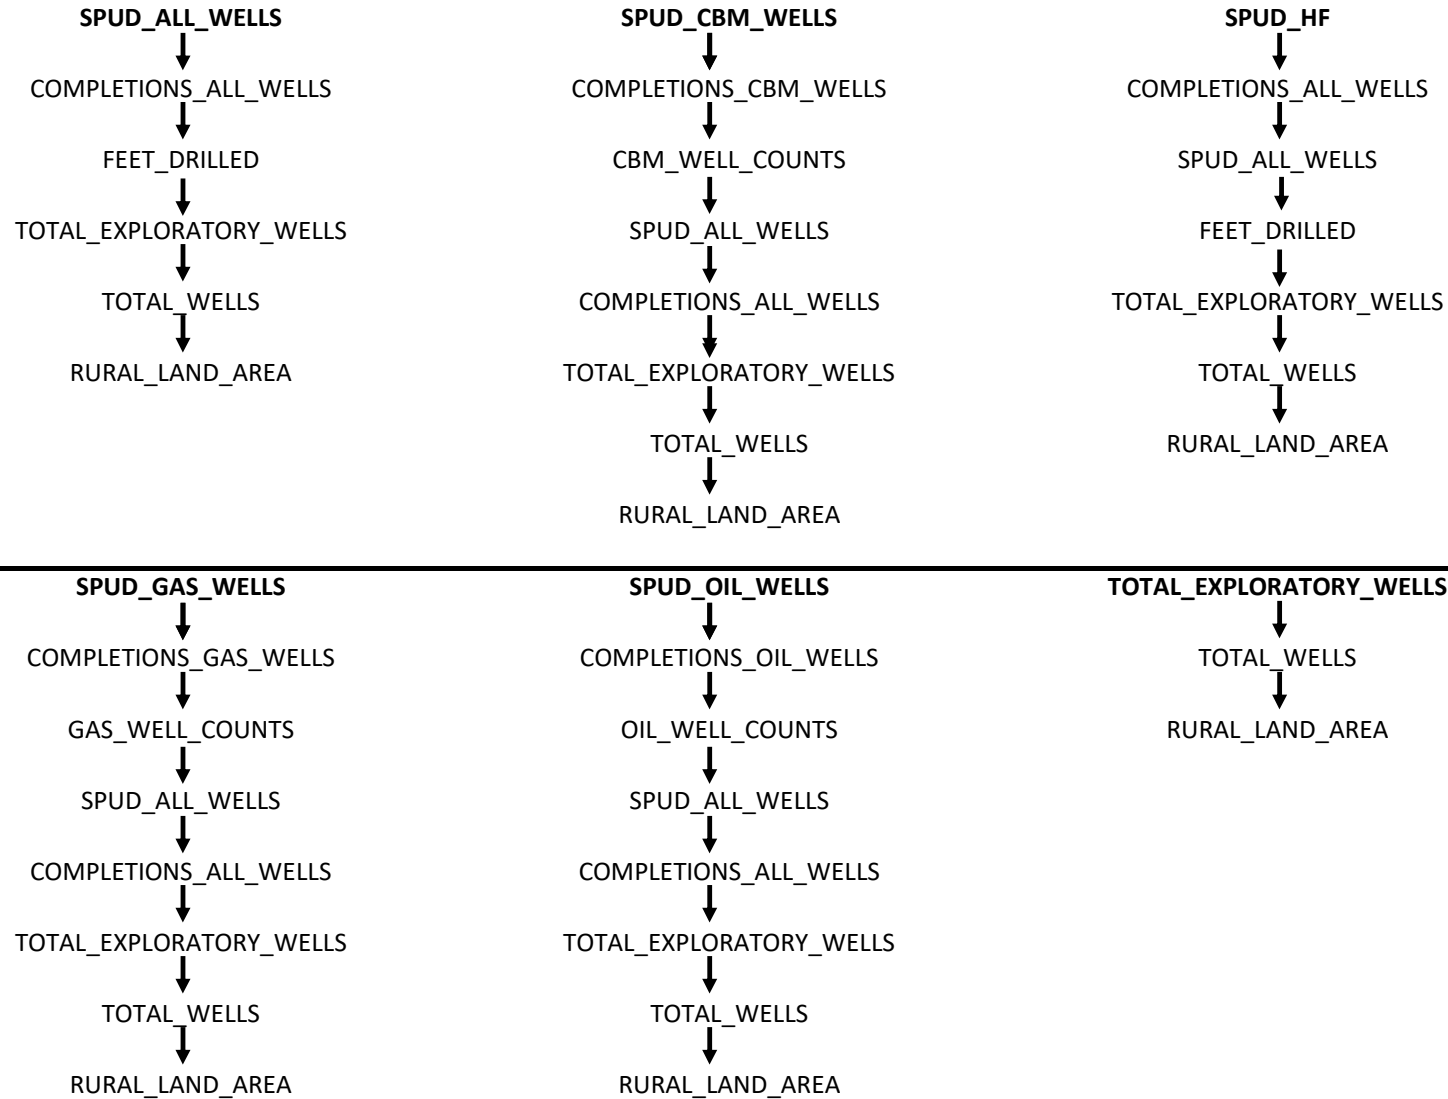 SPUD_ALL_WELLS
COMPLETIONS_ALL_WELLS
FEET_DRILLED
TOTAL_EXPLORATORY_WELLS
TOTAL_WELLS
RURAL_LAND_AREA
SPUD_CBM_WELLS
COMPLETIONS_CBM_WELLS
CBM_WELL_COUNTS
SPUD_ALL_WELLS
COMPLETIONS_ALL_WELLS
TOTAL_EXPLORATORY_WELLS
TOTAL_WELLS
RURAL_LAND_AREA
SPUD_HF
COMPLETIONS_ALL_WELLS
SPUD_ALL_WELLS
FEET_DRILLED
TOTAL_EXPLORATORY_WELLS
TOTAL_WELLS
RURAL_LAND_AREA
SPUD_GAS_WELLS
COMPLETIONS_GAS_WELLS
GAS_WELL_COUNTS
SPUD_ALL_WELLS
COMPLETIONS_ALL_WELLS
TOTAL_EXPLORATORY_WELLS
TOTAL_WELLS
RURAL_LAND_AREA
SPUD_OIL_WELLS
COMPLETIONS_OIL_WELLS
OIL_WELL_COUNTS
SPUD_ALL_WELLS
COMPLETIONS_ALL_WELLS
TOTAL_EXPLORATORY_WELLS
TOTAL_WELLS
RURAL_LAND_AREA
TOTAL_EXPLORATORY_WELLS
TOTAL_WELLS
RURAL_LAND_AREA